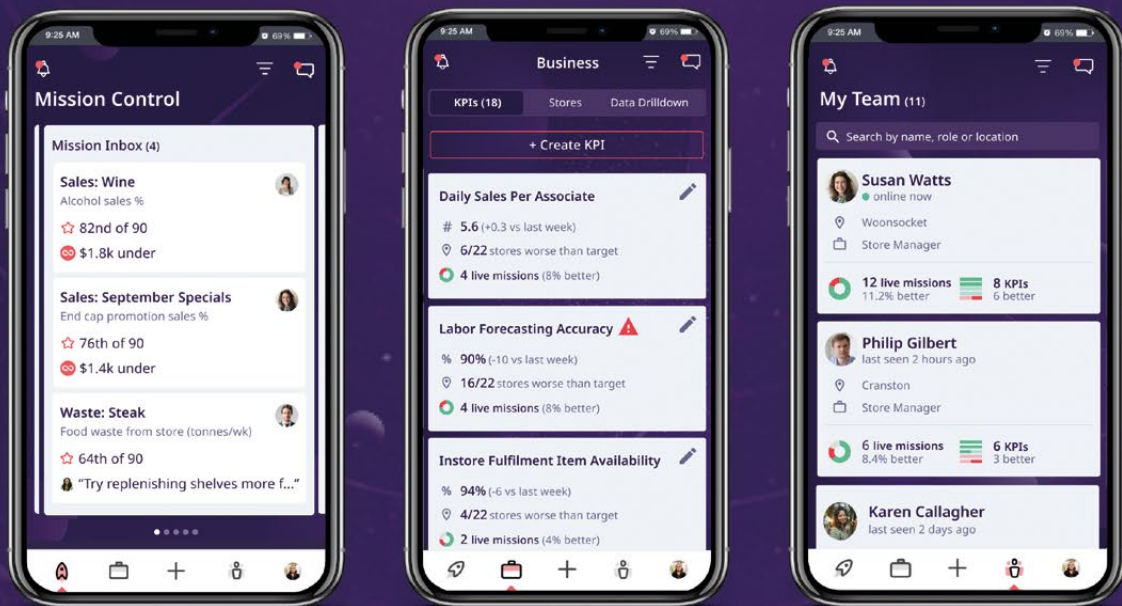 9:25 AM
69%
Mission Control
Mission Inbox (4)
Sales: Wine
Alcohol sales %
82nd of 90
$1.8k under
Sales: September Specials
End cap promotion sales %
76th of 90
$1.4k under
Waste: Steak
Food waste from store (tonnes/wk)
64th of 90
“Try replenishing shelves more f...”
9:25 AM
69%
Business
KPIs (18)
Stores
Data Drilldown
+ Create KPI
Daily Sales Per Associate
# 5.6 (+0.3 vs last week)
6/22 stores worse than target
4 live missions (8% better)
Labor Forecasting Accuracy
% 90% (-10 vs last week)
16/22 stores worse than target
4 live missions (8% better)
Instore Fulfilment Item Availability
% 94% (-6 vs last week)
4/22 stores worse than target
2 live missions (4% better)
9:25 AM
69%
My Team (11)
Search by name, role or location
Susan Watts
online now
Woonsocket
Store Manager
12 live missions
11.2% better
8 KPIs
6 better
Philip Gilbert
last seen 2 hours ago
Cranston
Store Manager
6 live missions
8.4% better
6 KPIs
3 better
Karen Callagher
last seen 2 days ago